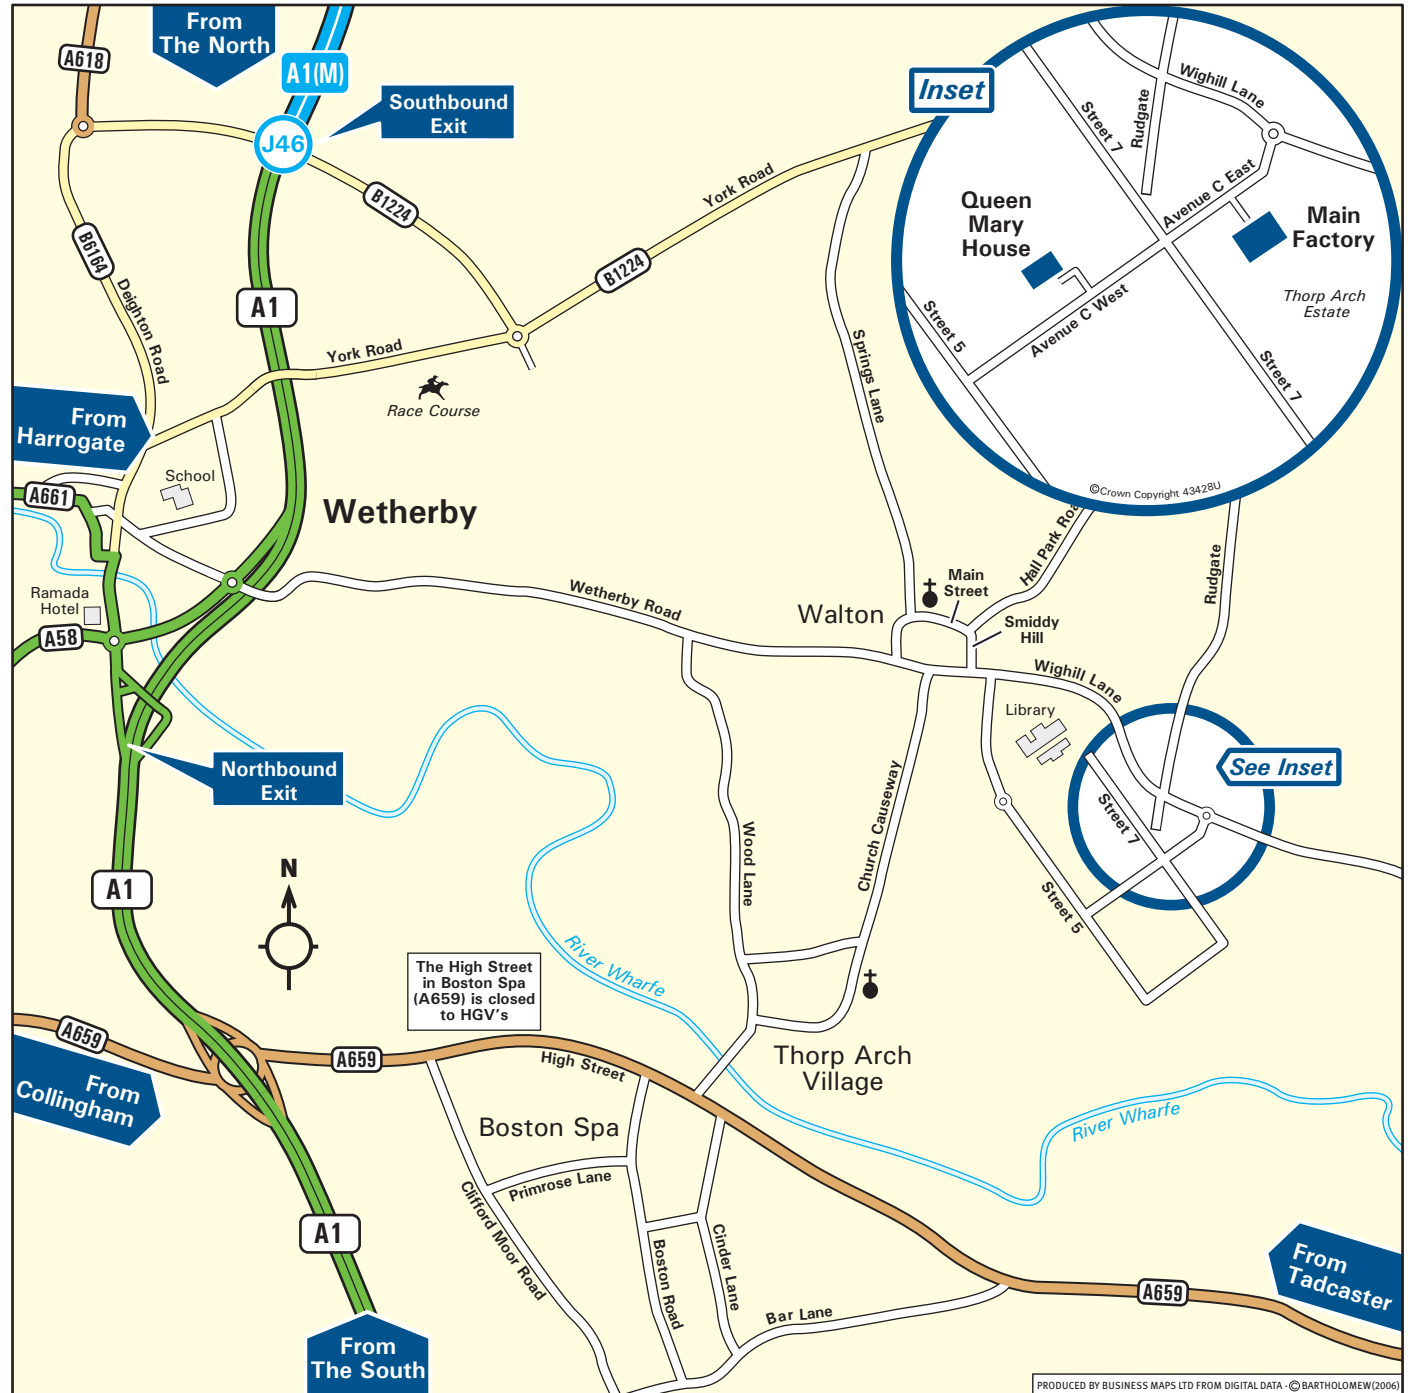 From
The North
A618
A1(M)
Southbound
Exit
J46
B1224
B6164
Deighton Road
A1
York Road
B1224
York Road
Race Course
Inset
Wighill Lane
Street 7
Rudgate
Avenue C East
Queen
Mary
House
Main
Factory
Thorp Arch
Estate
Street 5
Avenue C West
Street 7
©Crown Copyright 43428U
From
Harrogate
School
A661
Wetherby
Springs Lane
Ramada
Hotel
A58
Wetherby Road
Walton
Main
Street
Hall Park Roa
Smiddy
Hill
Rudgate
Wighill Lane
Library
See Inset
Northbound
Exit
Street 7
Wood Lane
Church Causeway
Street 5
A1
N
River Wharfe
The High Street
in Boston Spa
(A659) is closed
to HGV's
A659
A659
High Street
From
Collingham
Thorp Arch
Village
Boston Spa
River Wharfe
Primrose Lane
Clifford Moor Road
A1
Boston Road
Cinder Lane
Bar Lane
A659
From
Tadcaster
From
The South
PRODUCED BY BUSINESS MAPS LTD FROM DIGITAL DATA - © BARTHOLOMEW(2006)